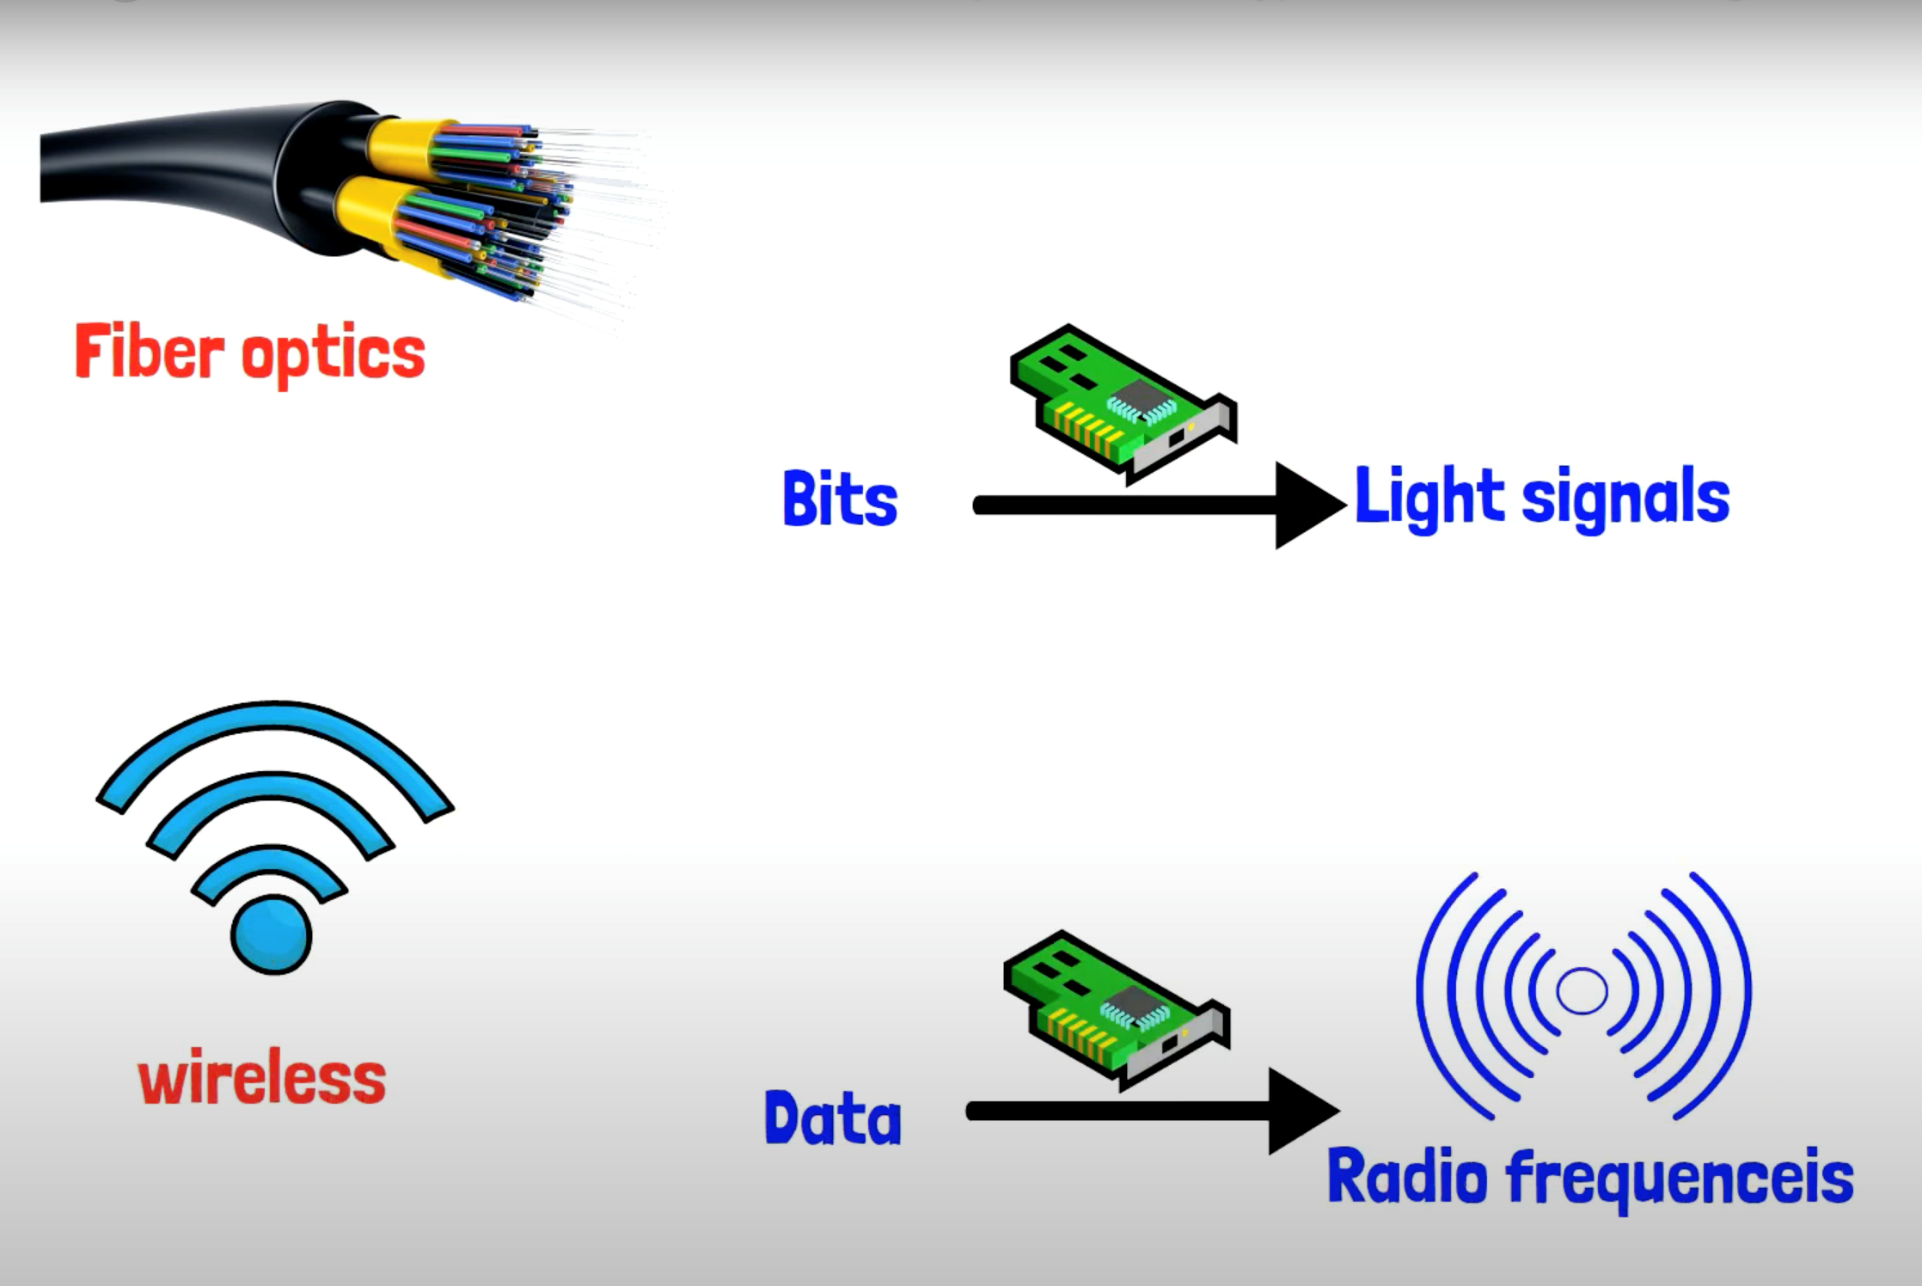 Fiber optics
Bits
Light signals
wireless
Data
Radio frequenceis